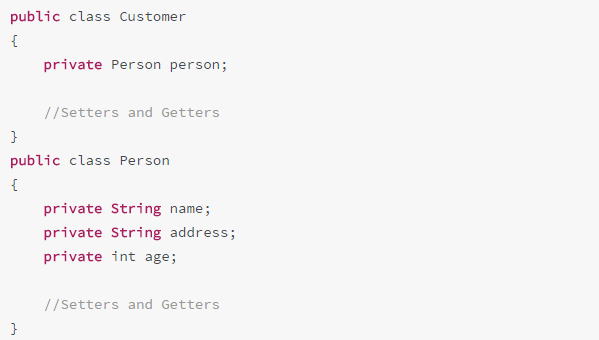 public class Customer
{
    private Person person;

    //Setters and Getters
}
public class Person
{
    private String name;
    private String address;
    private int age;

    //Setters and Getters
}